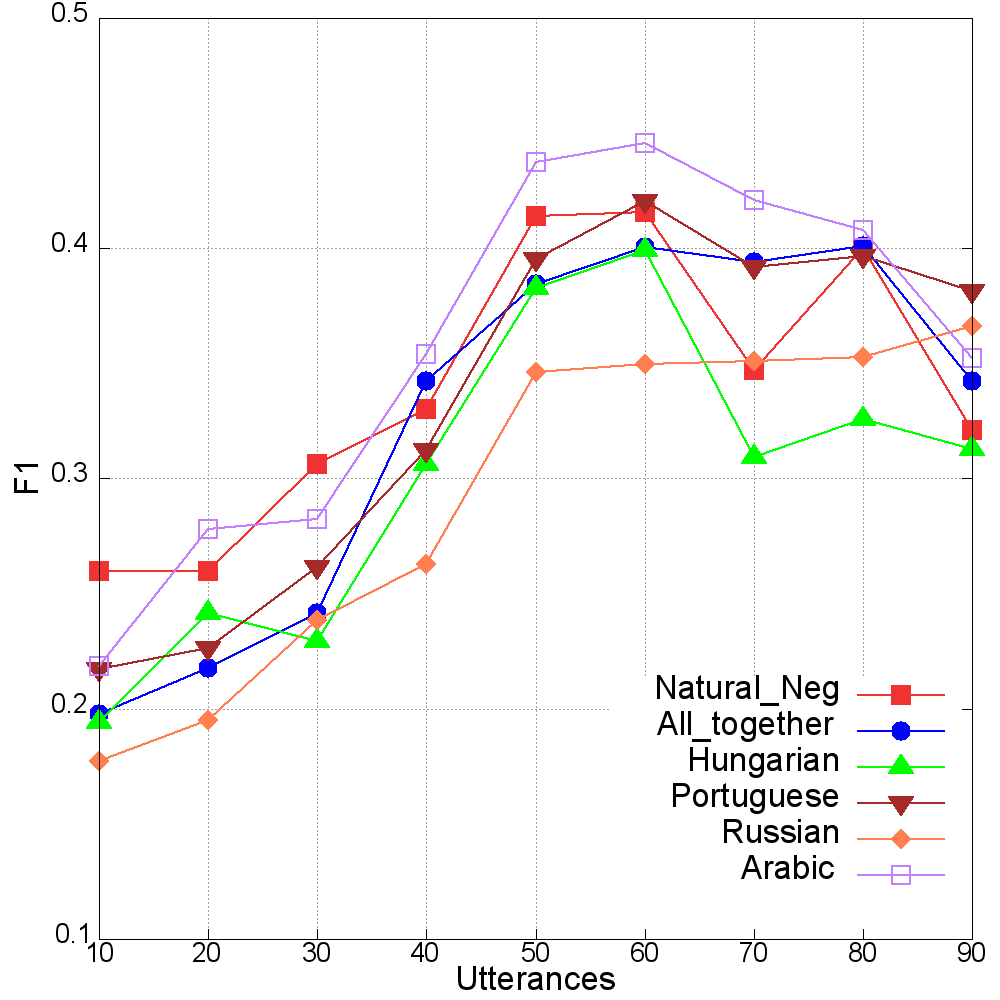 0.5
0.4
0.3
0.2
0.1
F1
Natural_Neg
All_together
Hungarian
Portuguese
Russian
Arabic
10 20 30 40 50 60 70 80 90
Utterances